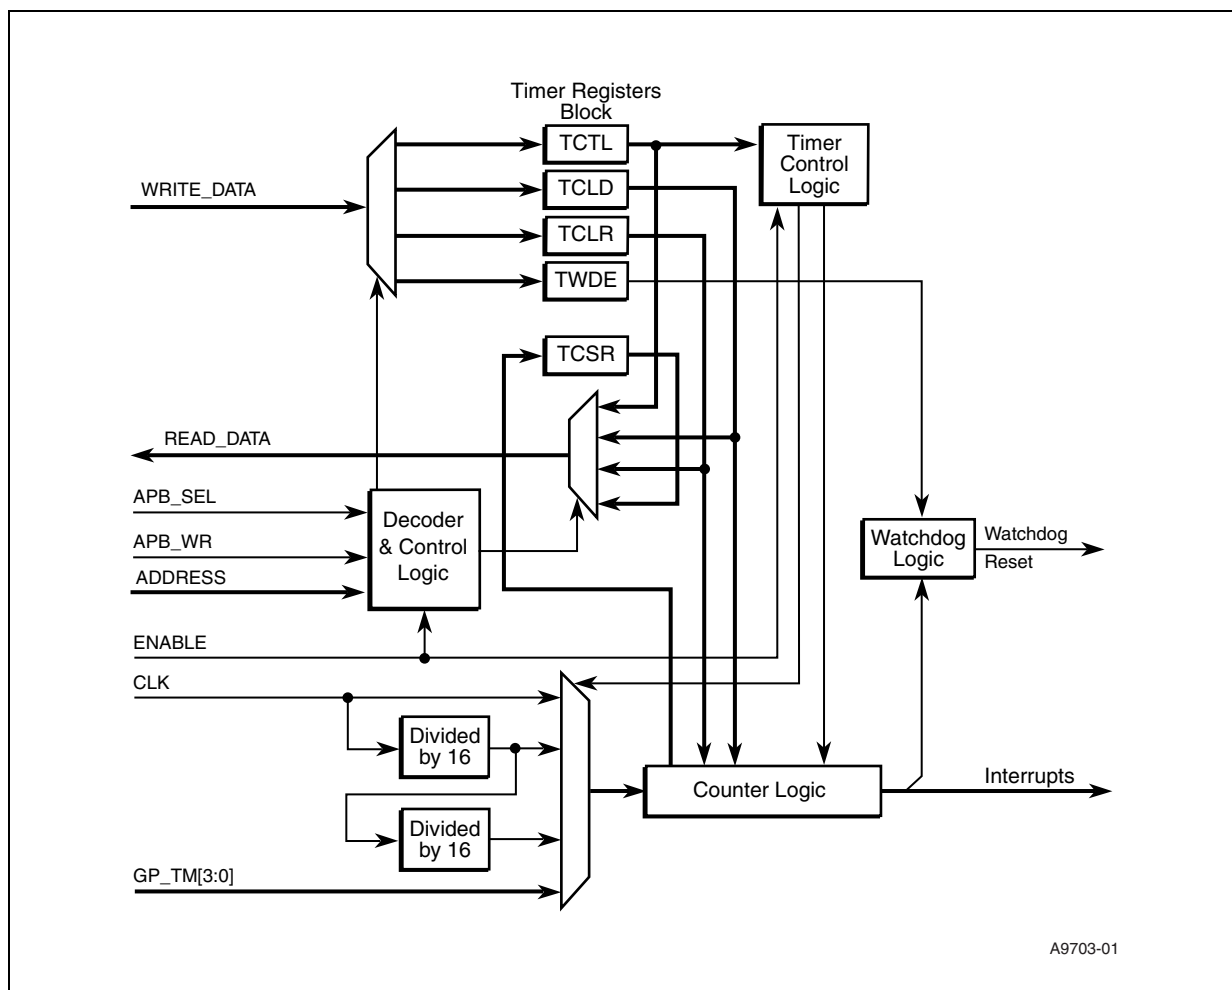 Timer Registers
Block
TCTL
Timer
Control
Logic
WRITE_DATA
TCLD
TCLR
TWDE
TCSR
READ_DATA
APB_SEL
APB_WR
ADDRESS
Decoder
& Control
Logic
Watchdog
Logic
Watchdog
Reset
ENABLE
CLK
Divided
by 16
Counter Logic
Interrupts
Divided
by 16
GP_TM[3:0]
A9703-01